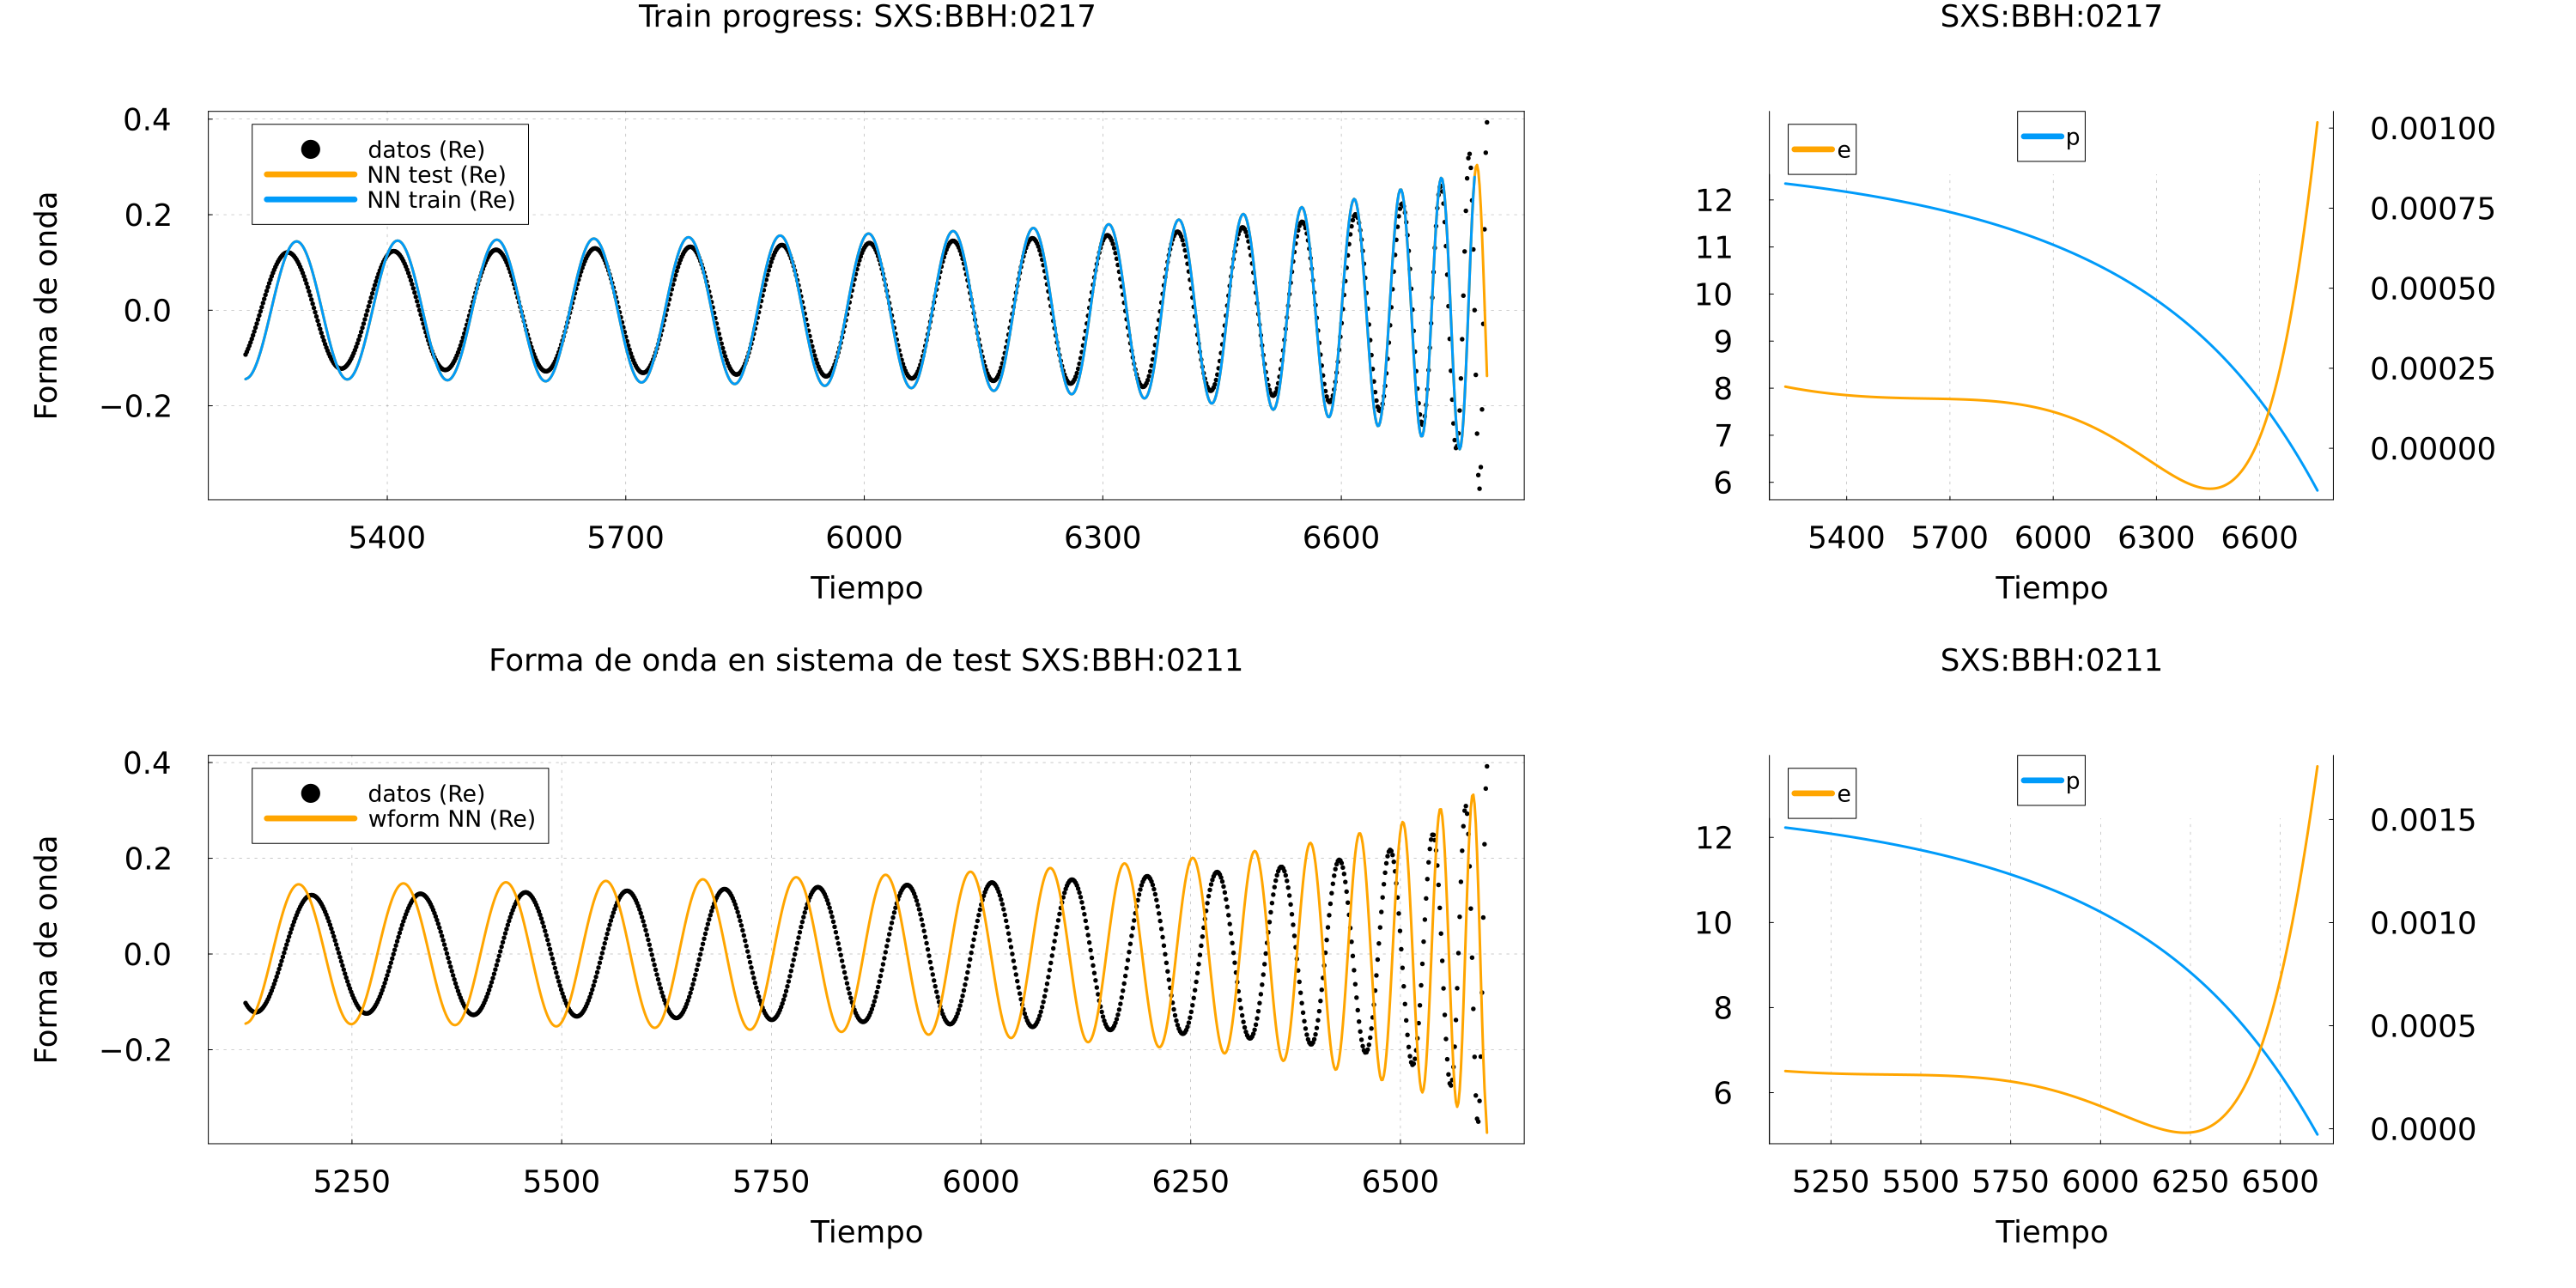 Train progress: SXS:BBH:0217
SXS:BBH:0217
Forma de onda
0.4
0.2
0.0
−0.2
datos (Re)
NN test (Re)
NN train (Re)
5400 5700 6000 6300 6600
Tiempo
e
p
12
11
10
9
8
7
6
0.00100
0.00075
0.00050
0.00025
0.00000
5400 5700 6000 6300 6600
Tiempo
Forma de onda en sistema de test SXS:BBH:0211
SXS:BBH:0211
Forma de onda
0.4
0.2
0.0
−0.2
datos (Re)
wform NN (Re)
5250 5500 5750 6000 6250 6500
Tiempo
e
p
12
10
8
6
0.0015
0.0010
0.0005
0.0000
5250 5500 5750 6000 6250 6500
Tiempo